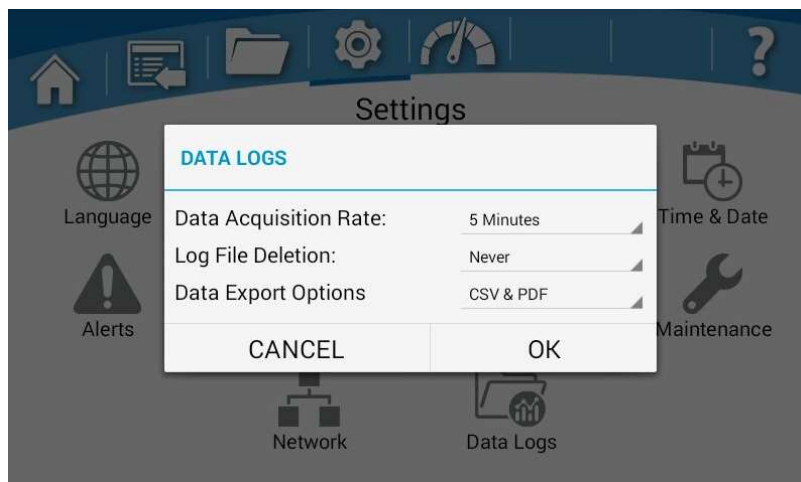 ?
Settings
DATA LOGS
Language
Data Acquisition Rate: 5 Minutes
Time & Date
Log File Deletion: Never
Data Export Options CSV & PDF
Alerts
Maintenance
CANCEL OK
Network Data Logs